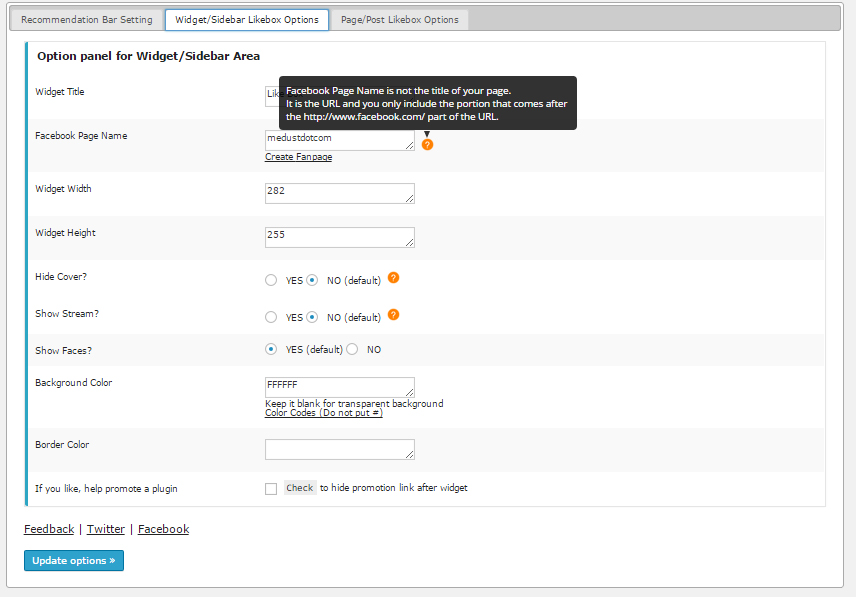 Recommendation Bar Setting
Widget/Sidebar Likebox Options
Page/Post Likebox Options
Option panel for Widget/Sidebar Area
Widget Title
Facebook Page Name is not the title of your page.
It is the URL and you only include the portion that comes after
the http://www.facebook.com/ part of the URL.
Facebook Page Name
medustdotcom
?
Create Fanpage
Widget Width
282
Widget Height
255
Hide Cover?
YES NO (default) ?
Show Stream?
YES NO (default) ?
Show Faces?
YES (default) NO
Background Color
FFFFFF
Keep it blank for transparent background
Color Codes (Do not put #)
Border Color
If you like, help promote a plugin
Check to hide promotion link after widget
Feedback | Twitter | Facebook
Update options »